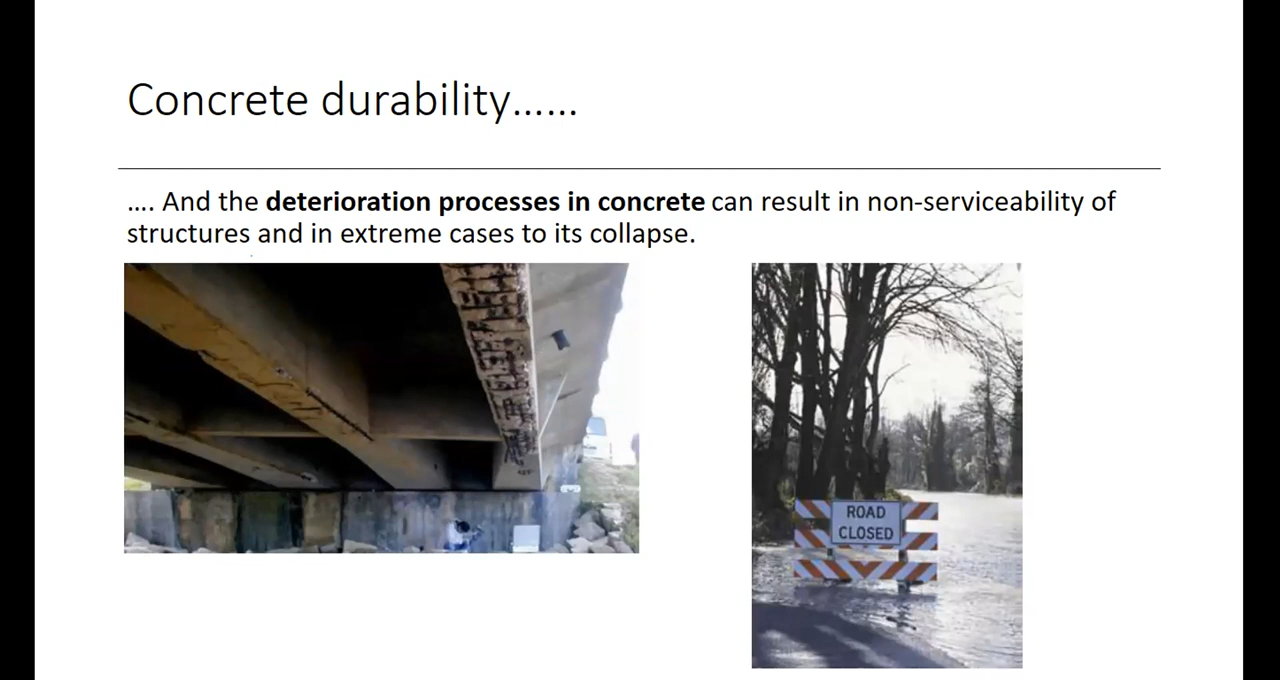 Concrete durability……
…. And the deterioration processes in concrete can result in non-serviceability of
structures and in extreme cases to its collapse.
ROAD
CLOSED